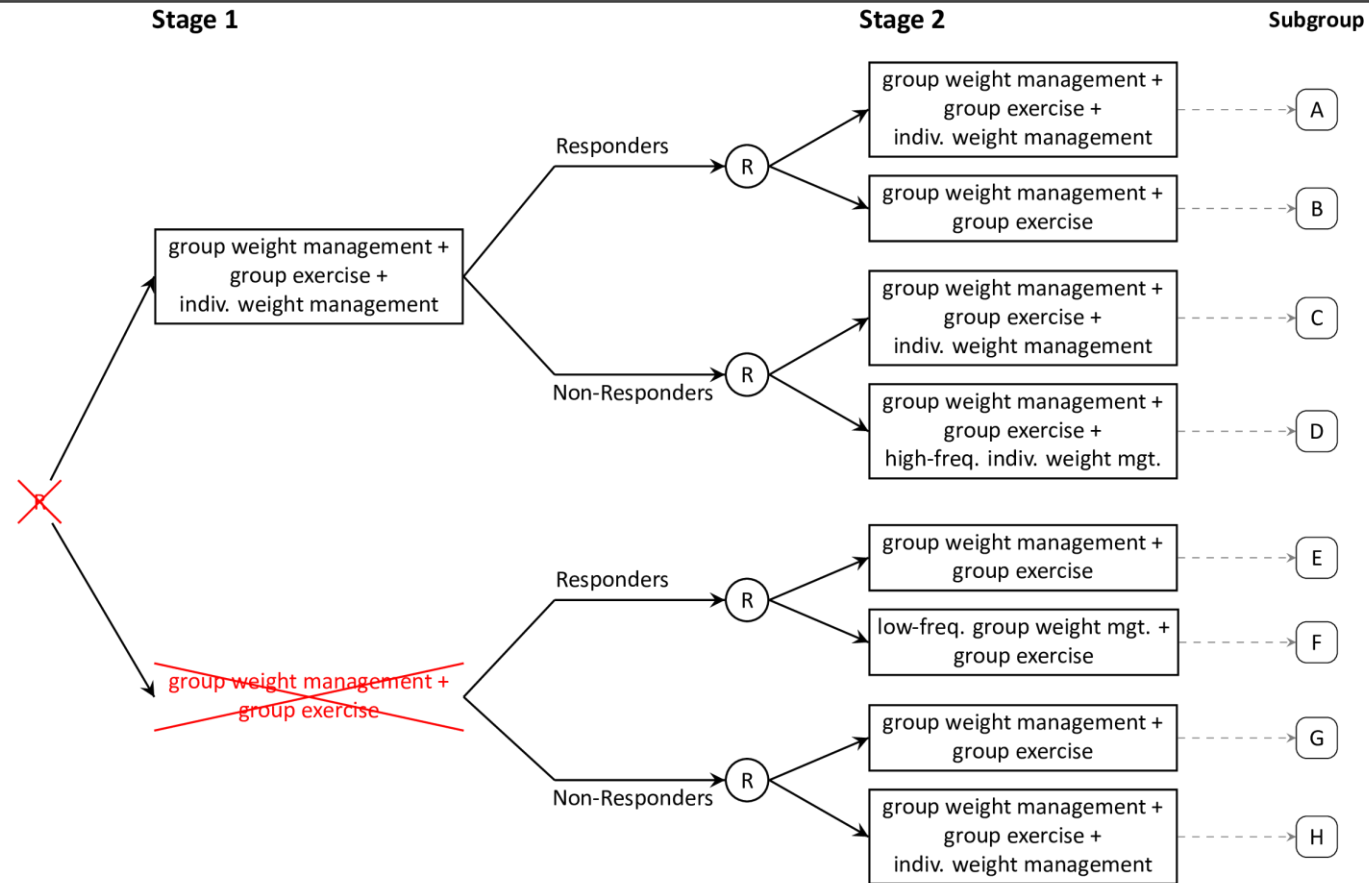 Stage 1
Stage 2
Subgroup
group weight management +
group exercise +
indiv. weight management
A
Responders
R
group weight management +
group exercise
B
group weight management +
group exercise +
indiv. weight management
group weight management +
group exercise +
indiv. weight management
C
Non-Responders
R
group weight management +
group exercise +
high-freq. indiv. weight mgt.
D
R
group weight management +
group exercise
E
Responders
R
low-freq. group weight mgt. +
group exercise
F
group weight management +
group exercise
group weight management +
group exercise
G
Non-Responders
R
group weight management +
group exercise +
indiv. weight management
H